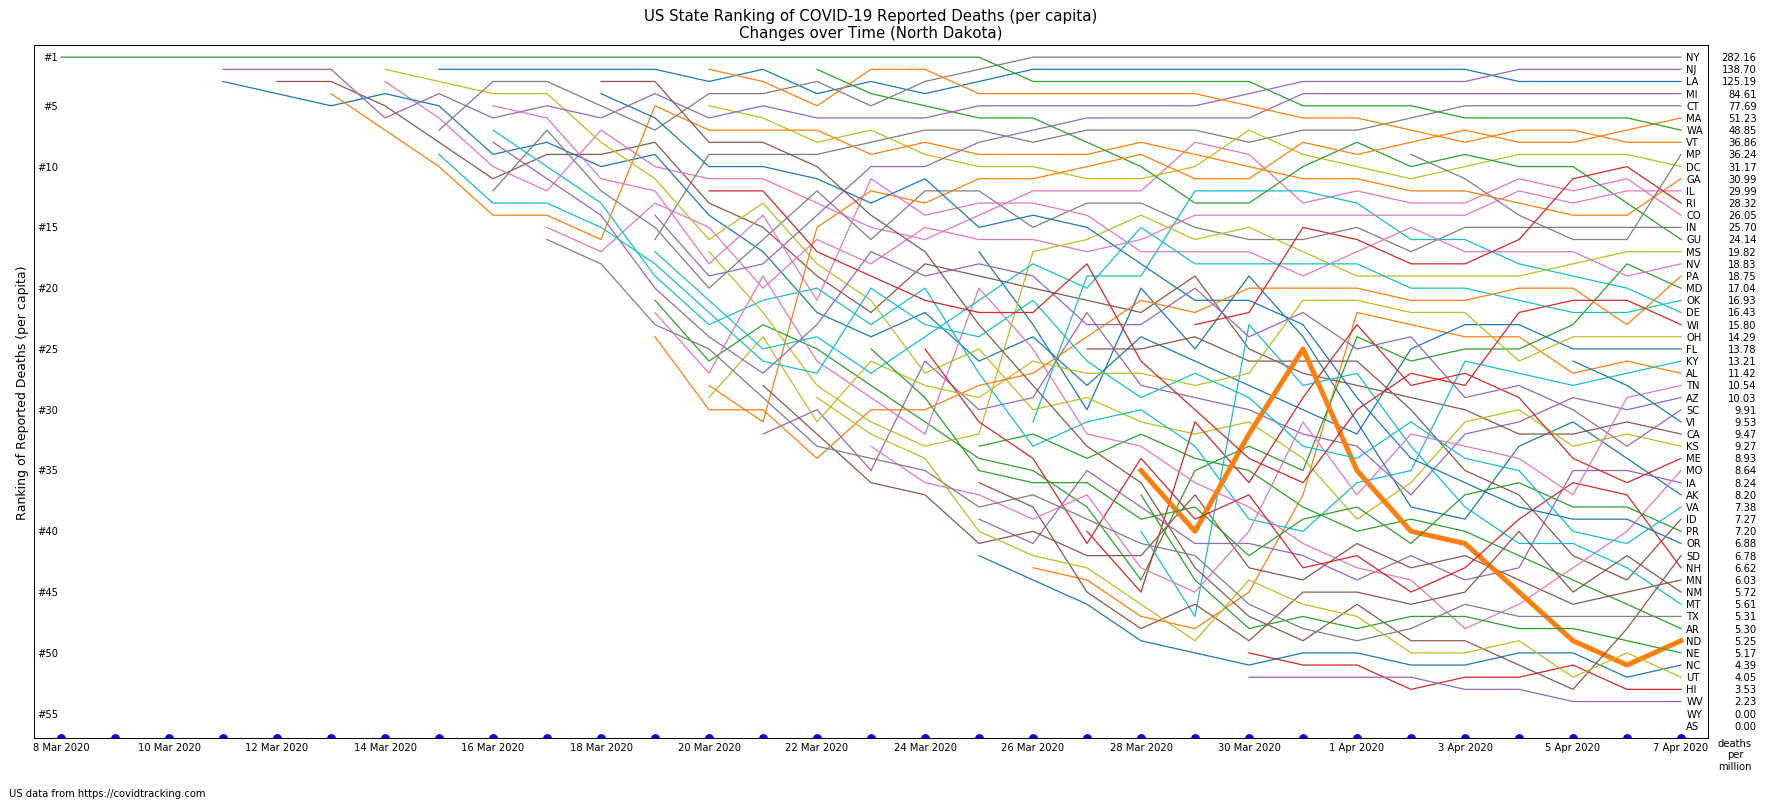 US State Ranking of COVID-19 Reported Deaths (per capita)
Changes over Time (North Dakota)
Ranking of Reported Deaths (per capita)
#1
#5
#10
#15
#20
#25
#30
#35
#40
#45
#50
#55
NY 282.16
NJ 138.70
LA 125.19
MI 84.61
CT 77.69
MA 51.23
WA 48.85
VT 36.86
MP 36.24
DC 31.17
GA 30.99
IL 29.99
RI 28.32
CO 26.05
IN 25.70
GU 24.14
MS 19.82
NV 18.83
PA 18.75
MD 17.04
OK 16.93
DE 16.43
WI 15.80
OH 14.29
FL 13.78
KY 13.21
AL 11.42
TN 10.54
AZ 10.03
SC 9.91
VI 9.53
CA 9.47
KS 9.27
ME 8.93
MO 8.64
IA 8.24
AK 8.20
VA 7.38
ID 7.27
PR 7.20
OR 6.88
SD 6.78
NH 6.62
MN 6.03
NM 5.72
MT 5.61
TX 5.31
AR 5.30
ND 5.25
NE 5.17
NC 4.39
UT 4.05
HI 3.53
WV 2.23
WY 0.00
AS 0.00
8 Mar 2020 10 Mar 2020 12 Mar 2020 14 Mar 2020 16 Mar 2020 18 Mar 2020 20 Mar 2020 22 Mar 2020 24 Mar 2020 26 Mar 2020 28 Mar 2020 30 Mar 2020 1 Apr 2020 3 Apr 2020 5 Apr 2020 7 Apr 2020
deaths
per
million
US data from https://covidtracking.com